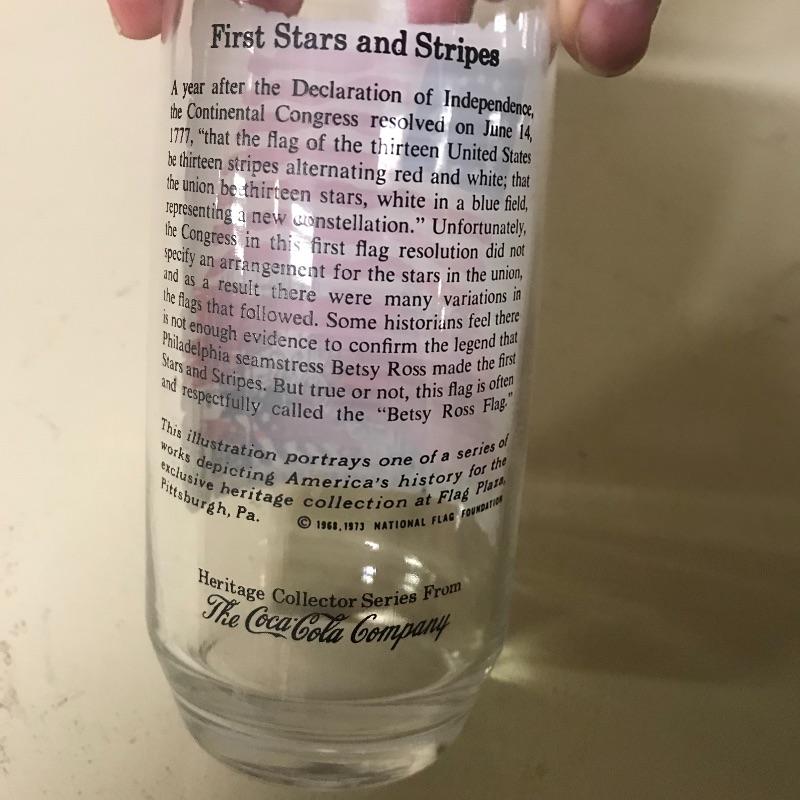 First Stars and Stripes
A year after the Declaration of Independence,
the Continental Congress resolved on June 14,
1777, “that the flag of the thirteen United States
be thirteen stripes alternating red and white; that
the union be thirteen stars, white in a blue field,
representing a new constellation.” Unfortunately,
the Congress in this first flag resolution did not
specify an arrangement for the stars in the union,
and as a result there were many variations in
the flags that followed. Some historians feel there
is not enough evidence to confirm the legend that
Philadelphia seamstress Betsy Ross made the first
Stars and Stripes. But true or not, this flag is often
and respectfully called the “Betsy Ross Flag.”
This illustration portrays one of a series of
works depicting America's history for the
exclusive heritage collection at Flag Plaza,
Pittsburgh, Pa. © 1968, 1973 NATIONAL FLAG FOUNDATION
Heritage Collector Series From
The Coca-Cola Company